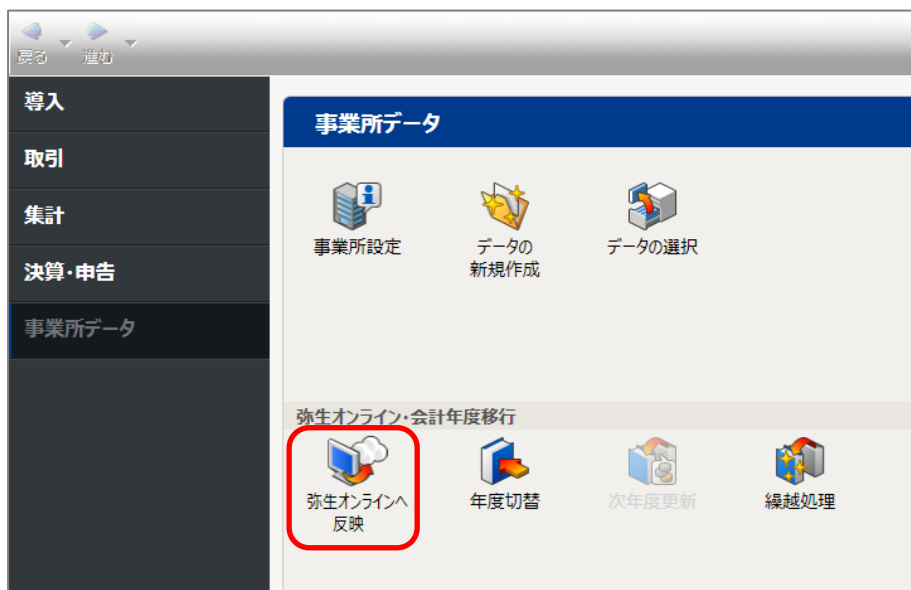 戻る 進む
導入
取引
集計
決算・申告
事業所データ
事業所データ
事業所設定
データの
新規作成
データの選択
弥生オンライン・会計年度移行
弥生オンラインへ
反映
年度切替
次年度更新
繰越処理